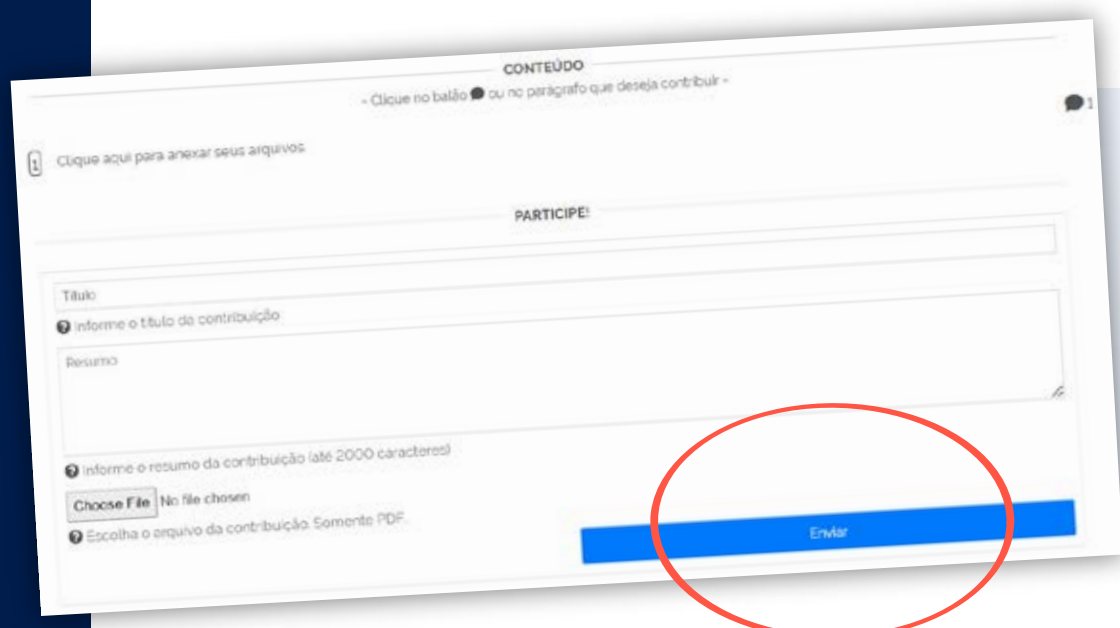 CONTEÚDO
- Clique no balão ou no parágrafo que deseja contribuir -
1
1 Clique aqui para anexar seus arquivos
PARTICIPE!
Título
Informe o título da contribuição
Resumo
Informe o resumo da contribuição (até 2000 caracteres)
Choose File No file chosen
Escolha o arquivo da contribuição. Somente PDF.
Enviar